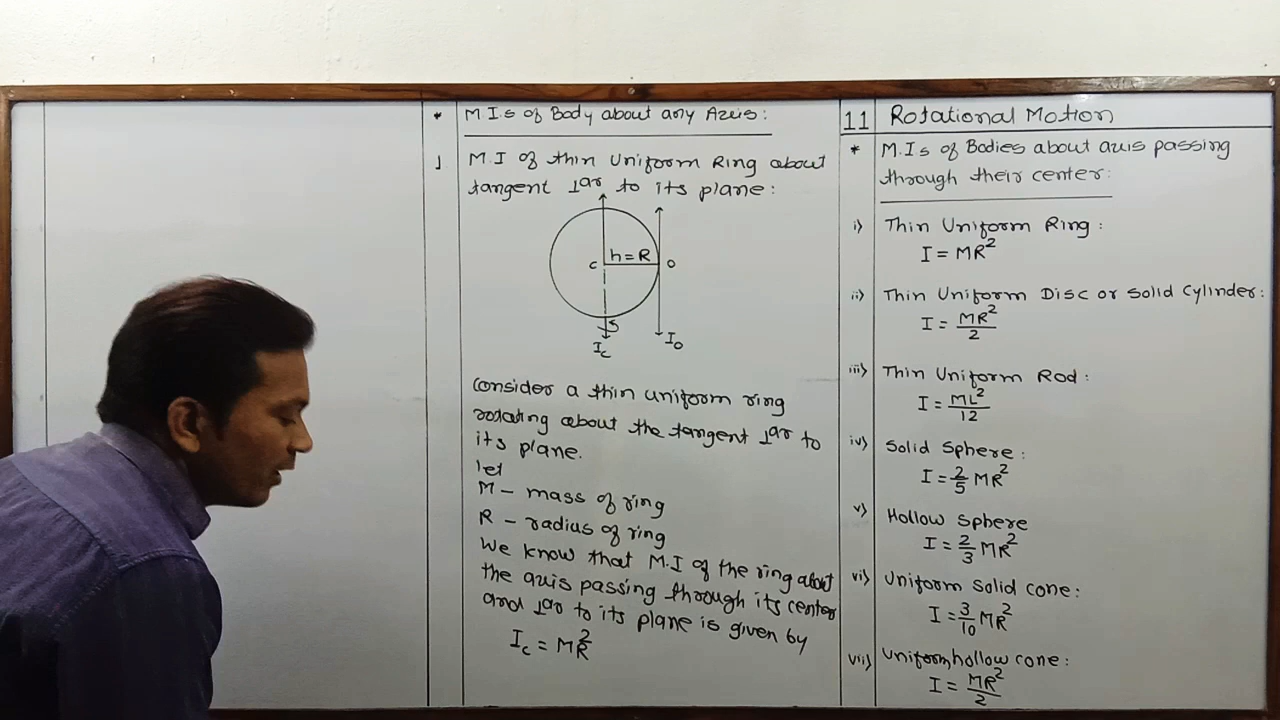 * M I.s of Body about any Axis:
1 M.I of thin Uniform Ring about
tangent ⊥ar to its plane:
h=R
C
O
I_C
I_O
Consider a thin uniform ring
rotating about the tangent ⊥ar to
its plane.
let
M – mass of ring
R – radius of ring
We know that M.I of the ring about
the axis passing through its center
and ⊥ar to its plane is given by
I_C = MR²
11 Rotational Motion
* M.Is of Bodies about axis passing
through their center:
i) Thin Uniform Ring:
I = MR²
ii) Thin Uniform Disc or Solid Cylinder:
I = MR²/2
iii) Thin Uniform Rod:
I = ML²/12
iv) Solid Sphere:
I = 2/5 MR²
v) Hollow Sphere
I = 2/3 MR²
vi) Uniform Solid cone:
I = 3/10 MR²
vii) Uniform hollow cone:
I = MR²/2